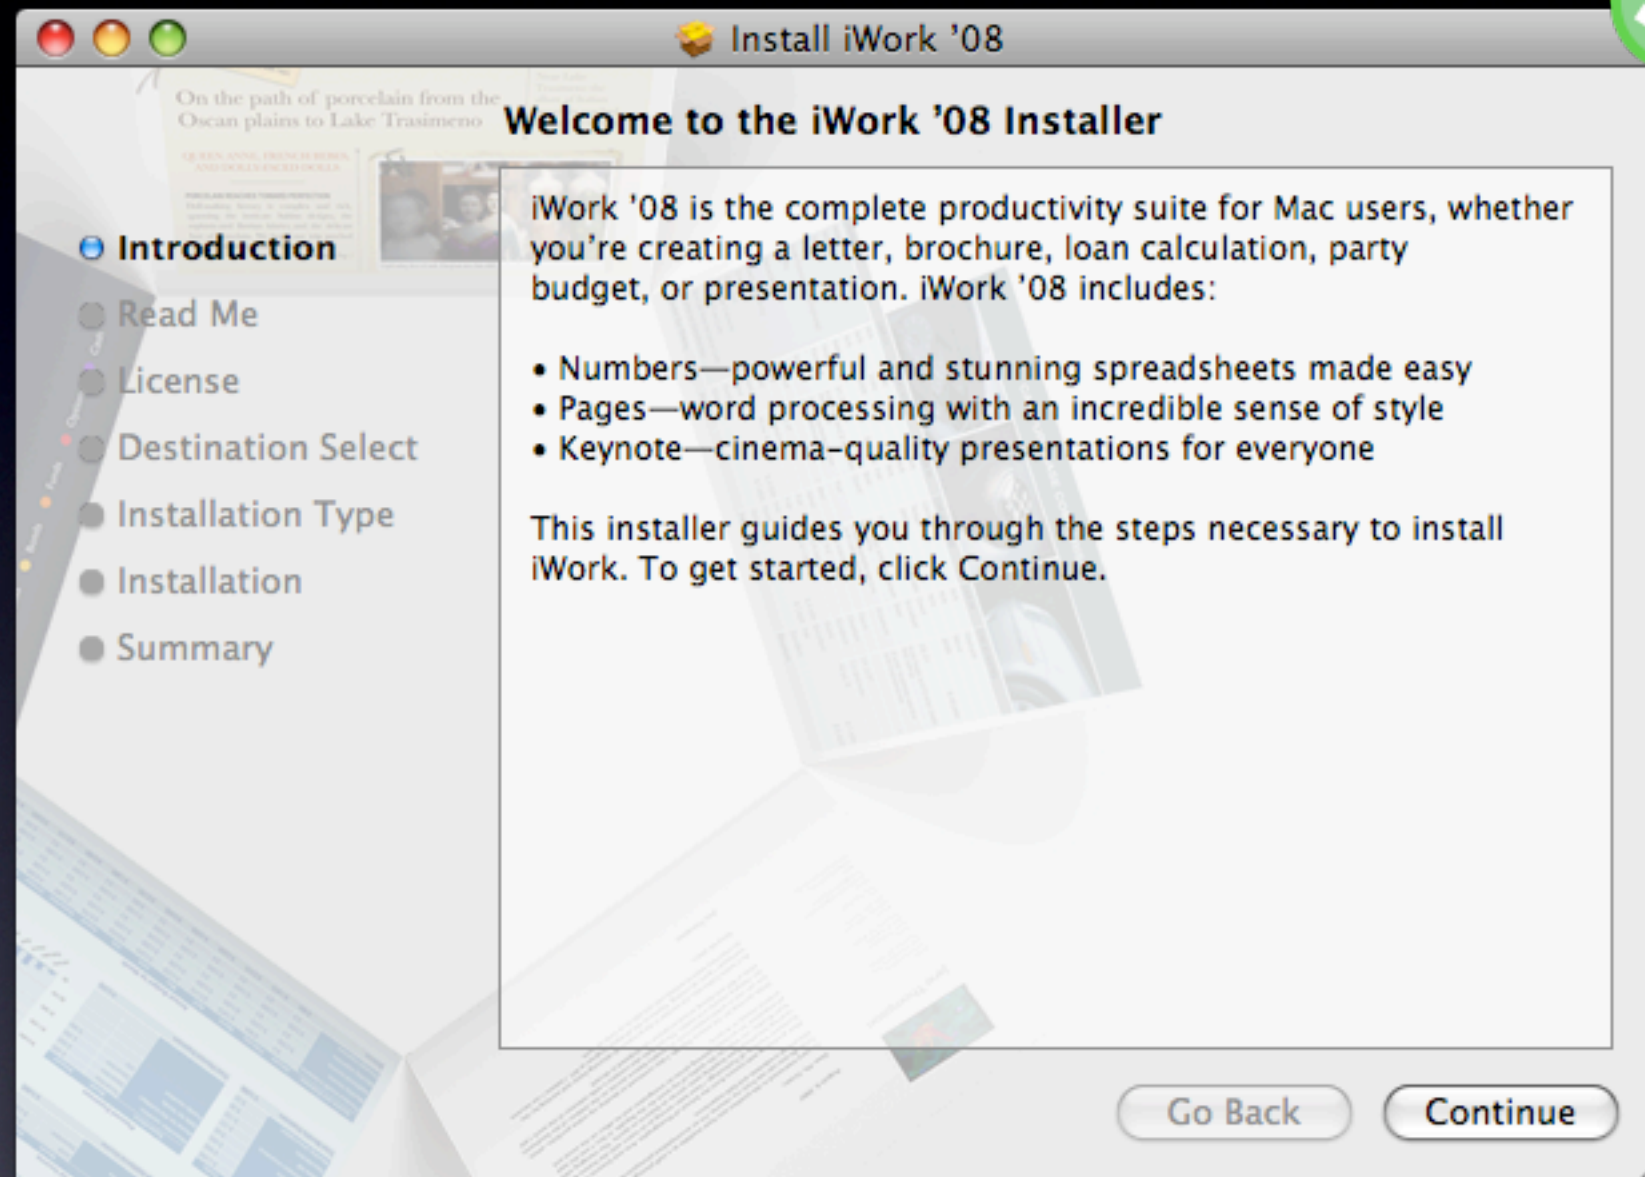 Install iWork ’08
On the path of porcelain from the
Oscan plains to Lake Trasimeno
Welcome to the iWork ’08 Installer
Introduction
Read Me
License
Destination Select
Installation Type
Installation
Summary
iWork ’08 is the complete productivity suite for Mac users, whether
you’re creating a letter, brochure, loan calculation, party
budget, or presentation. iWork ’08 includes:
• Numbers—powerful and stunning spreadsheets made easy
• Pages—word processing with an incredible sense of style
• Keynote—cinema-quality presentations for everyone
This installer guides you through the steps necessary to install
iWork. To get started, click Continue.
Go Back
Continue